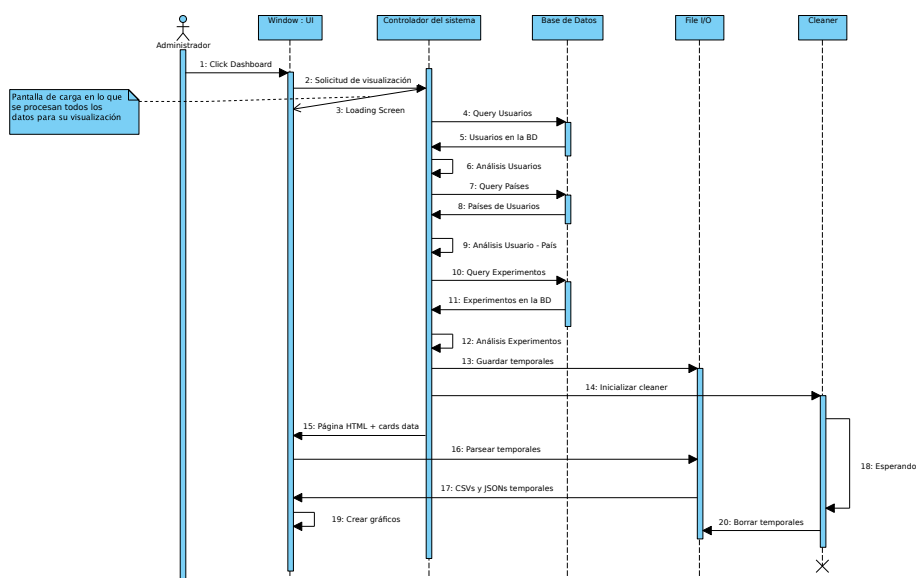 Window : UI
Controlador del sistema
Base de Datos
File I/O
Cleaner
Administrador
1: Click Dashboard
2: Solicitud de visualización
Pantalla de carga en lo que
se procesan todos los
datos para su visualización
3: Loading Screen
4: Query Usuarios
5: Usuarios en la BD
6: Análisis Usuarios
7: Query Países
8: Países de Usuarios
9: Análisis Usuario - País
10: Query Experimentos
11: Experimentos en la BD
12: Análisis Experimentos
13: Guardar temporales
14: Inicializar cleaner
15: Página HTML + cards data
16: Parsear temporales
18: Esperando
17: CSVs y JSONs temporales
19: Crear gráficos
20: Borrar temporales